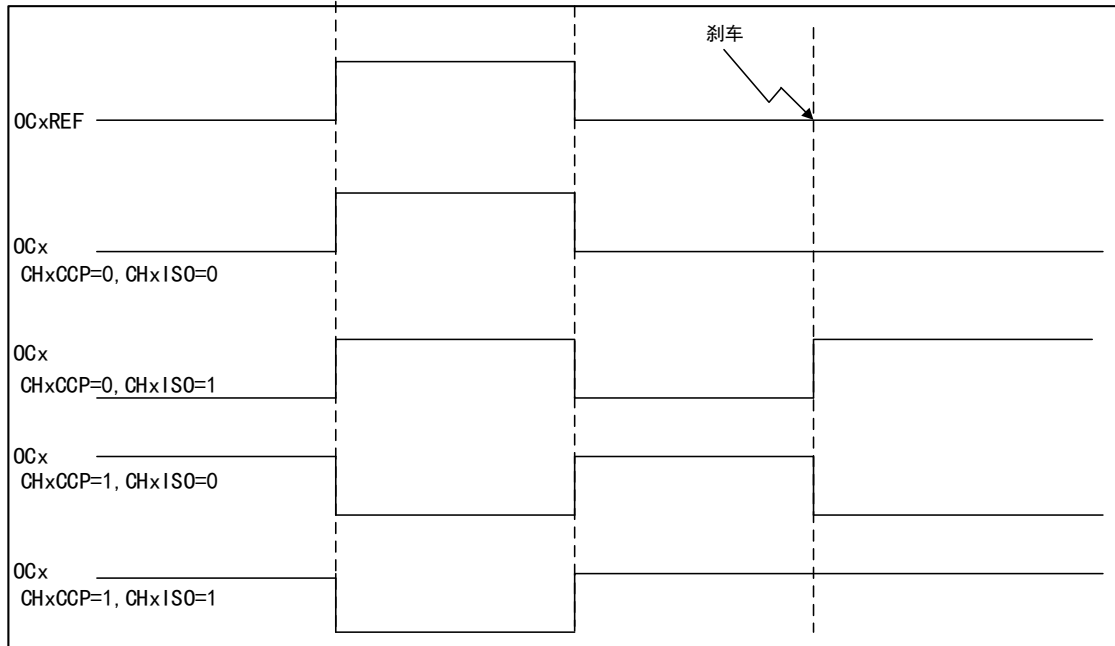 刹车
OCxREF
OCx
CHxCCP=0, CHxISO=0
OCx
CHxCCP=0, CHxISO=1
OCx
CHxCCP=1, CHxISO=0
OCx
CHxCCP=1, CHxISO=1